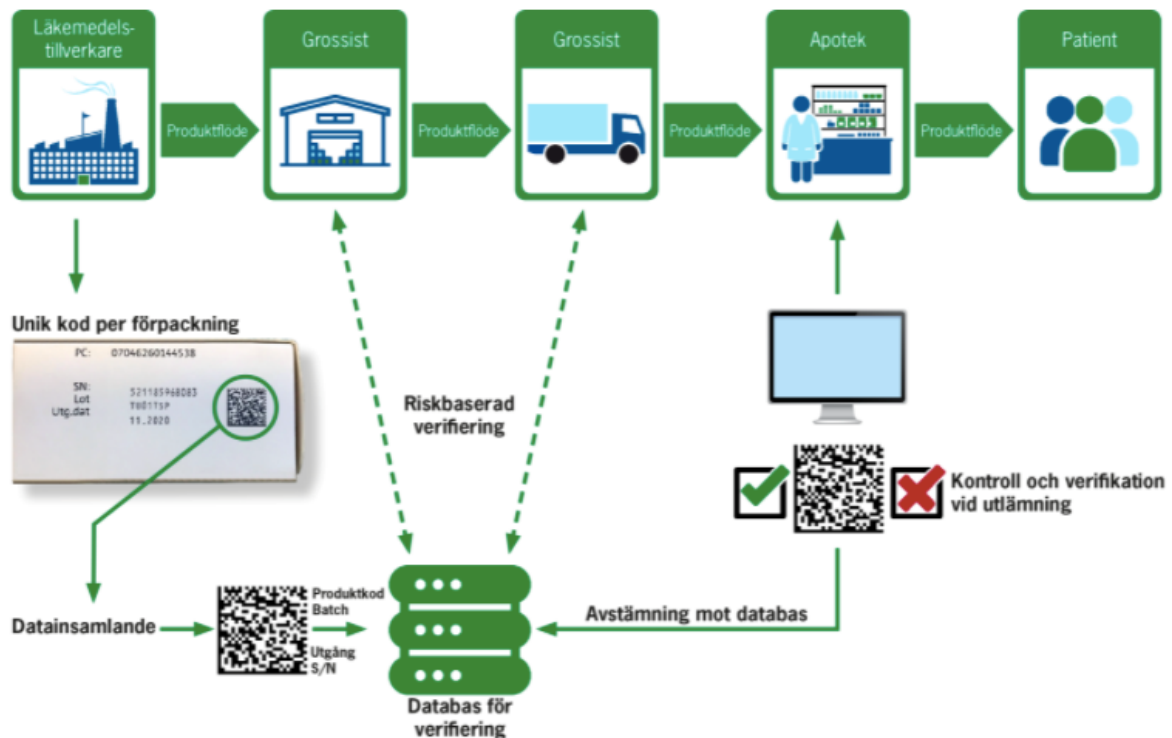 Läkemedels-
tillverkare
Grossist
Grossist
Apotek
Patient
Produktflöde
Produktflöde
Produktflöde
Produktflöde
Unik kod per förpackning
PC: 07046260144538
SN: 321185968083
Lot TU01TSP
Utg.dat 11.2020
Riskbaserad
verifiering
Kontroll och verifikation
vid utlämning
Datainsamlande
Produktkod
Batch
Utgång
S/N
Avstämning mot databas
Databas för
verifiering